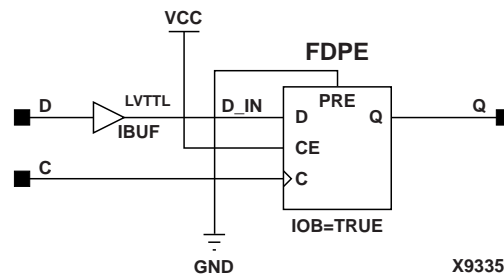 VCC
FDPE
LVTTL
D
IBUF
D_IN
PRE
D
Q
Q
CE
C
C
IOB=TRUE
GND
X9335